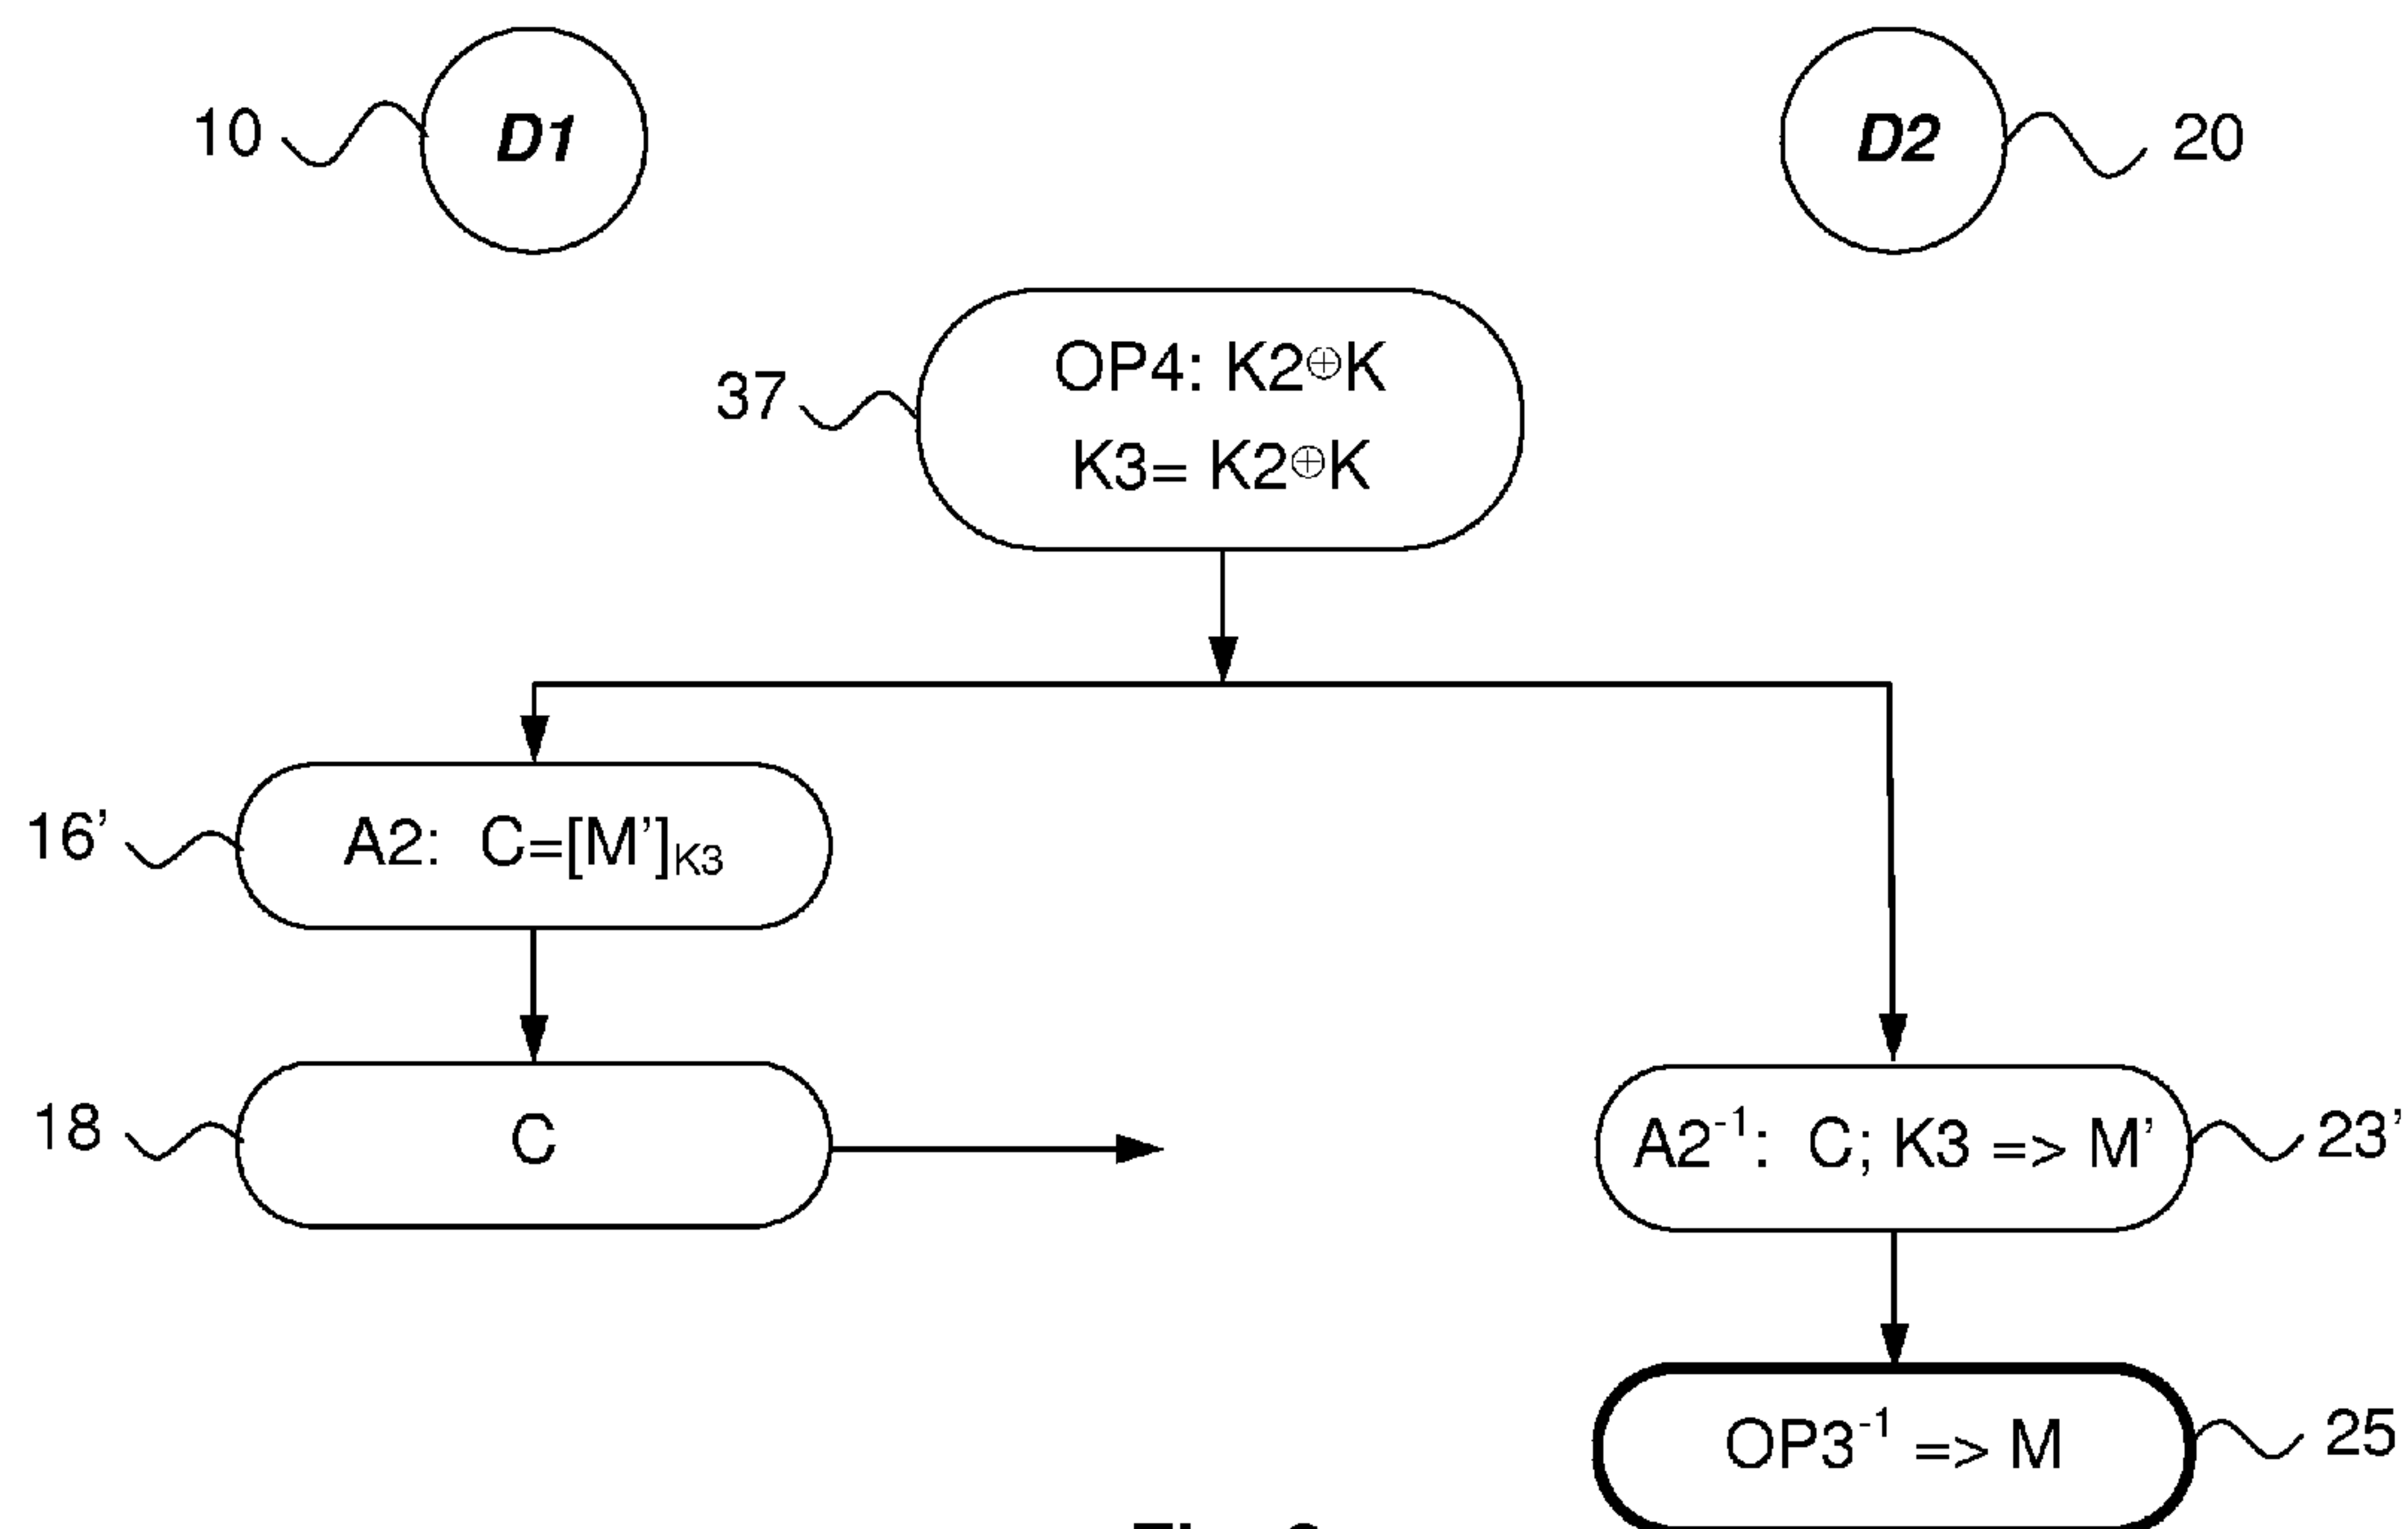 10 D1
D2 20
37
OP4: K2⊕K
K3= K2⊕K
16’ A2: C=[M’]K3
18 C
A2-1: C; K3 => M’ 23’
OP3-1 => M 25